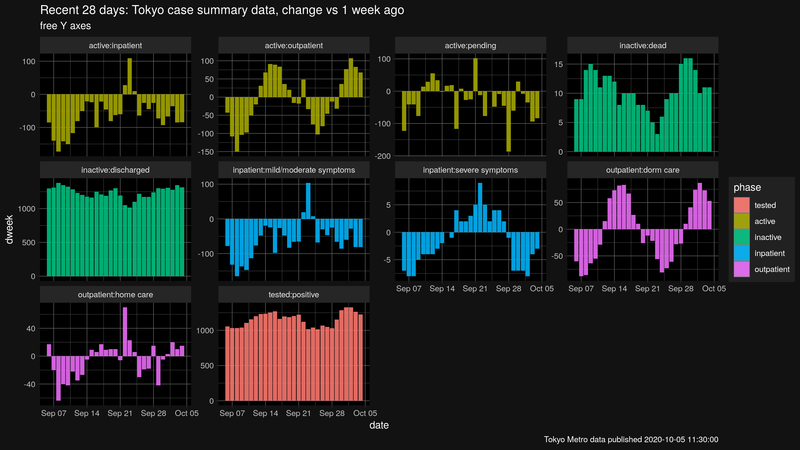 Recent 28 days: Tokyo case summary data, change vs 1 week ago
free Y axes
active:inpatient
active:outpatient
active:pending
inactive:dead
100
0
-100
100
50
0
-50
-100
-150
100
0
-100
-200
15
10
5
0
inactive:discharged
inpatient:mild/moderate symptoms
inpatient:severe symptoms
outpatient:dorm care
1000
500
0
100
0
-100
5
0
-5
50
0
-50
Sep 07 Sep 14 Sep 21 Sep 28 Oct 05
Sep 07 Sep 14 Sep 21 Sep 28 Oct 05
outpatient:home care
tested:positive
40
0
-40
1000
500
0
Sep 07 Sep 14 Sep 21 Sep 28 Oct 05
Sep 07 Sep 14 Sep 21 Sep 28 Oct 05
dweek
date
phase
tested
active
inactive
inpatient
outpatient
Tokyo Metro data published 2020-10-05 11:30:00